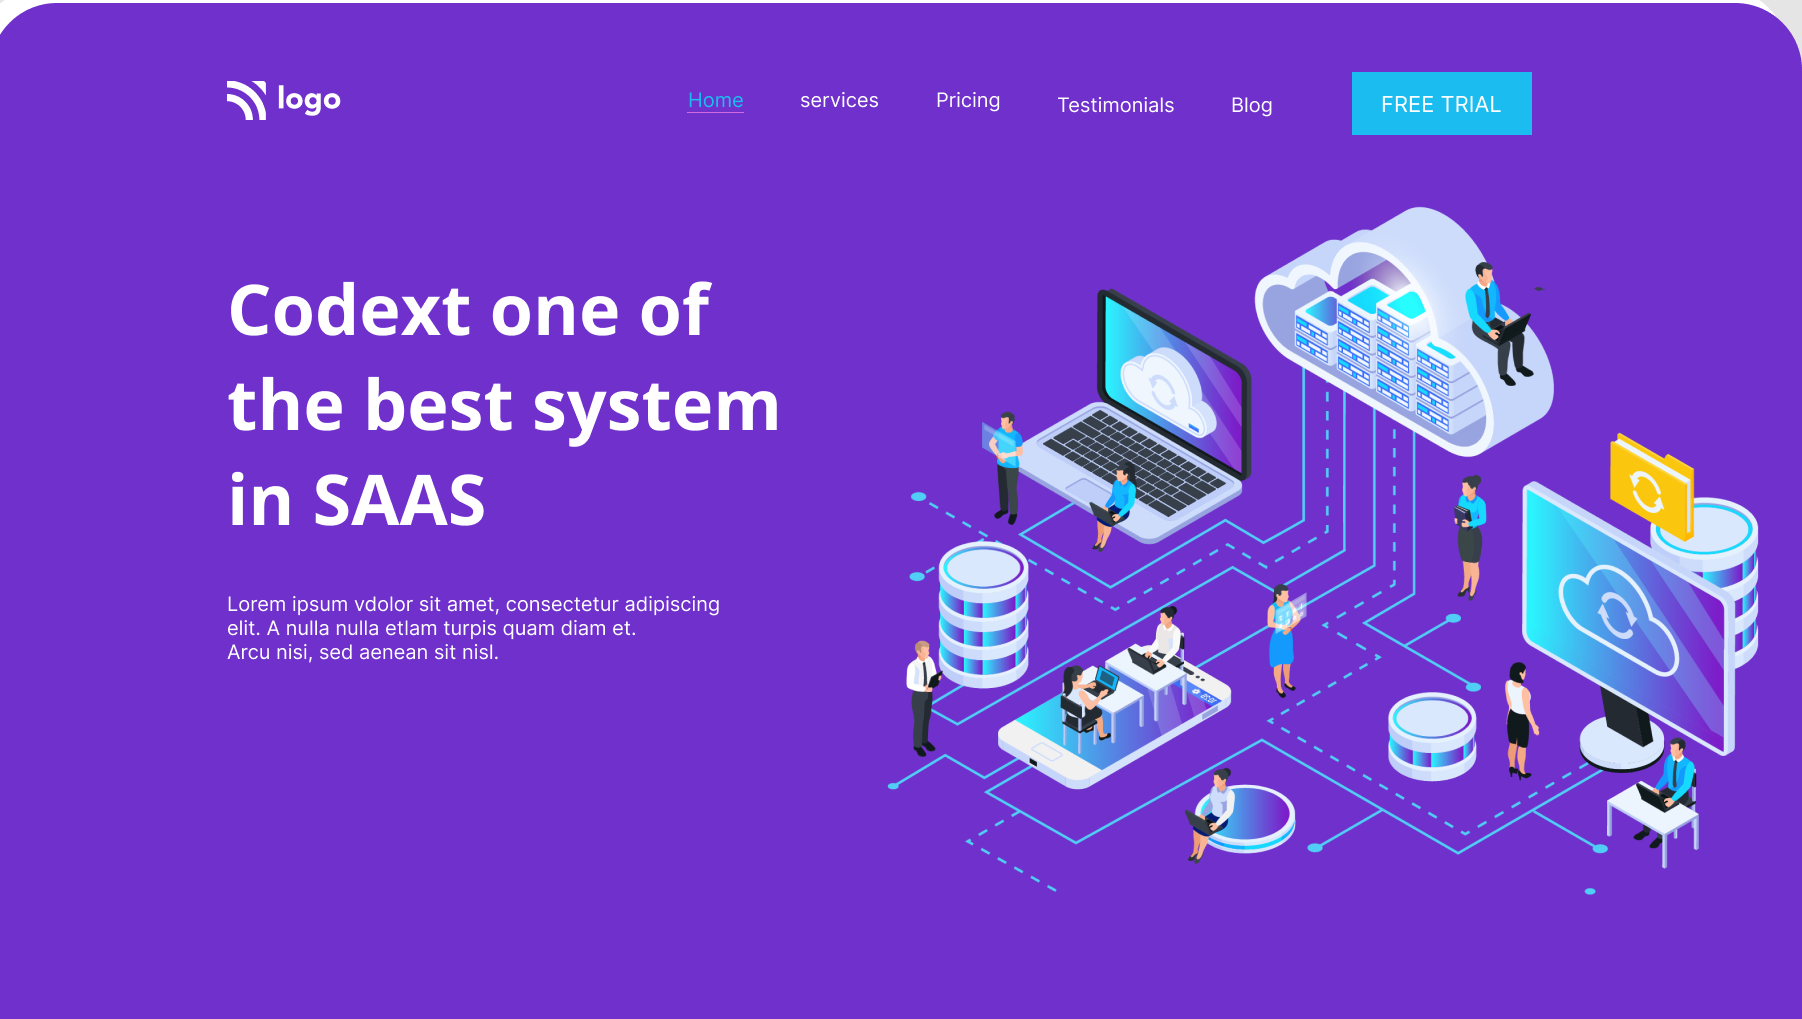 logo
Home services Pricing Testimonials Blog FREE TRIAL
Codext one of
the best system
in SAAS
Lorem ipsum vdolor sit amet, consectetur adipiscing
elit. A nulla nulla etlam turpis quam diam et.
Arcu nisi, sed aenean sit nisl.